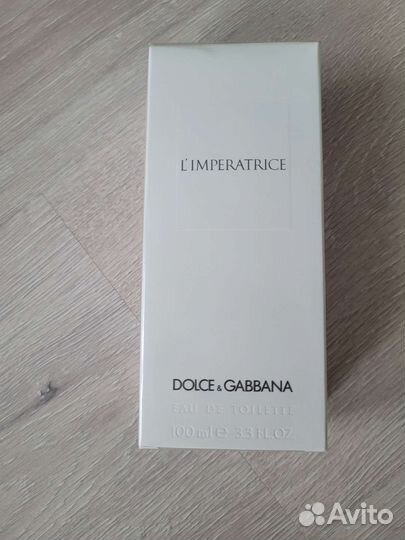 L'IMPERATRICE
DOLCE & GABBANA
EAU DE TOILETTE
100 ml ℮ 3.3 FL.OZ.
Avito